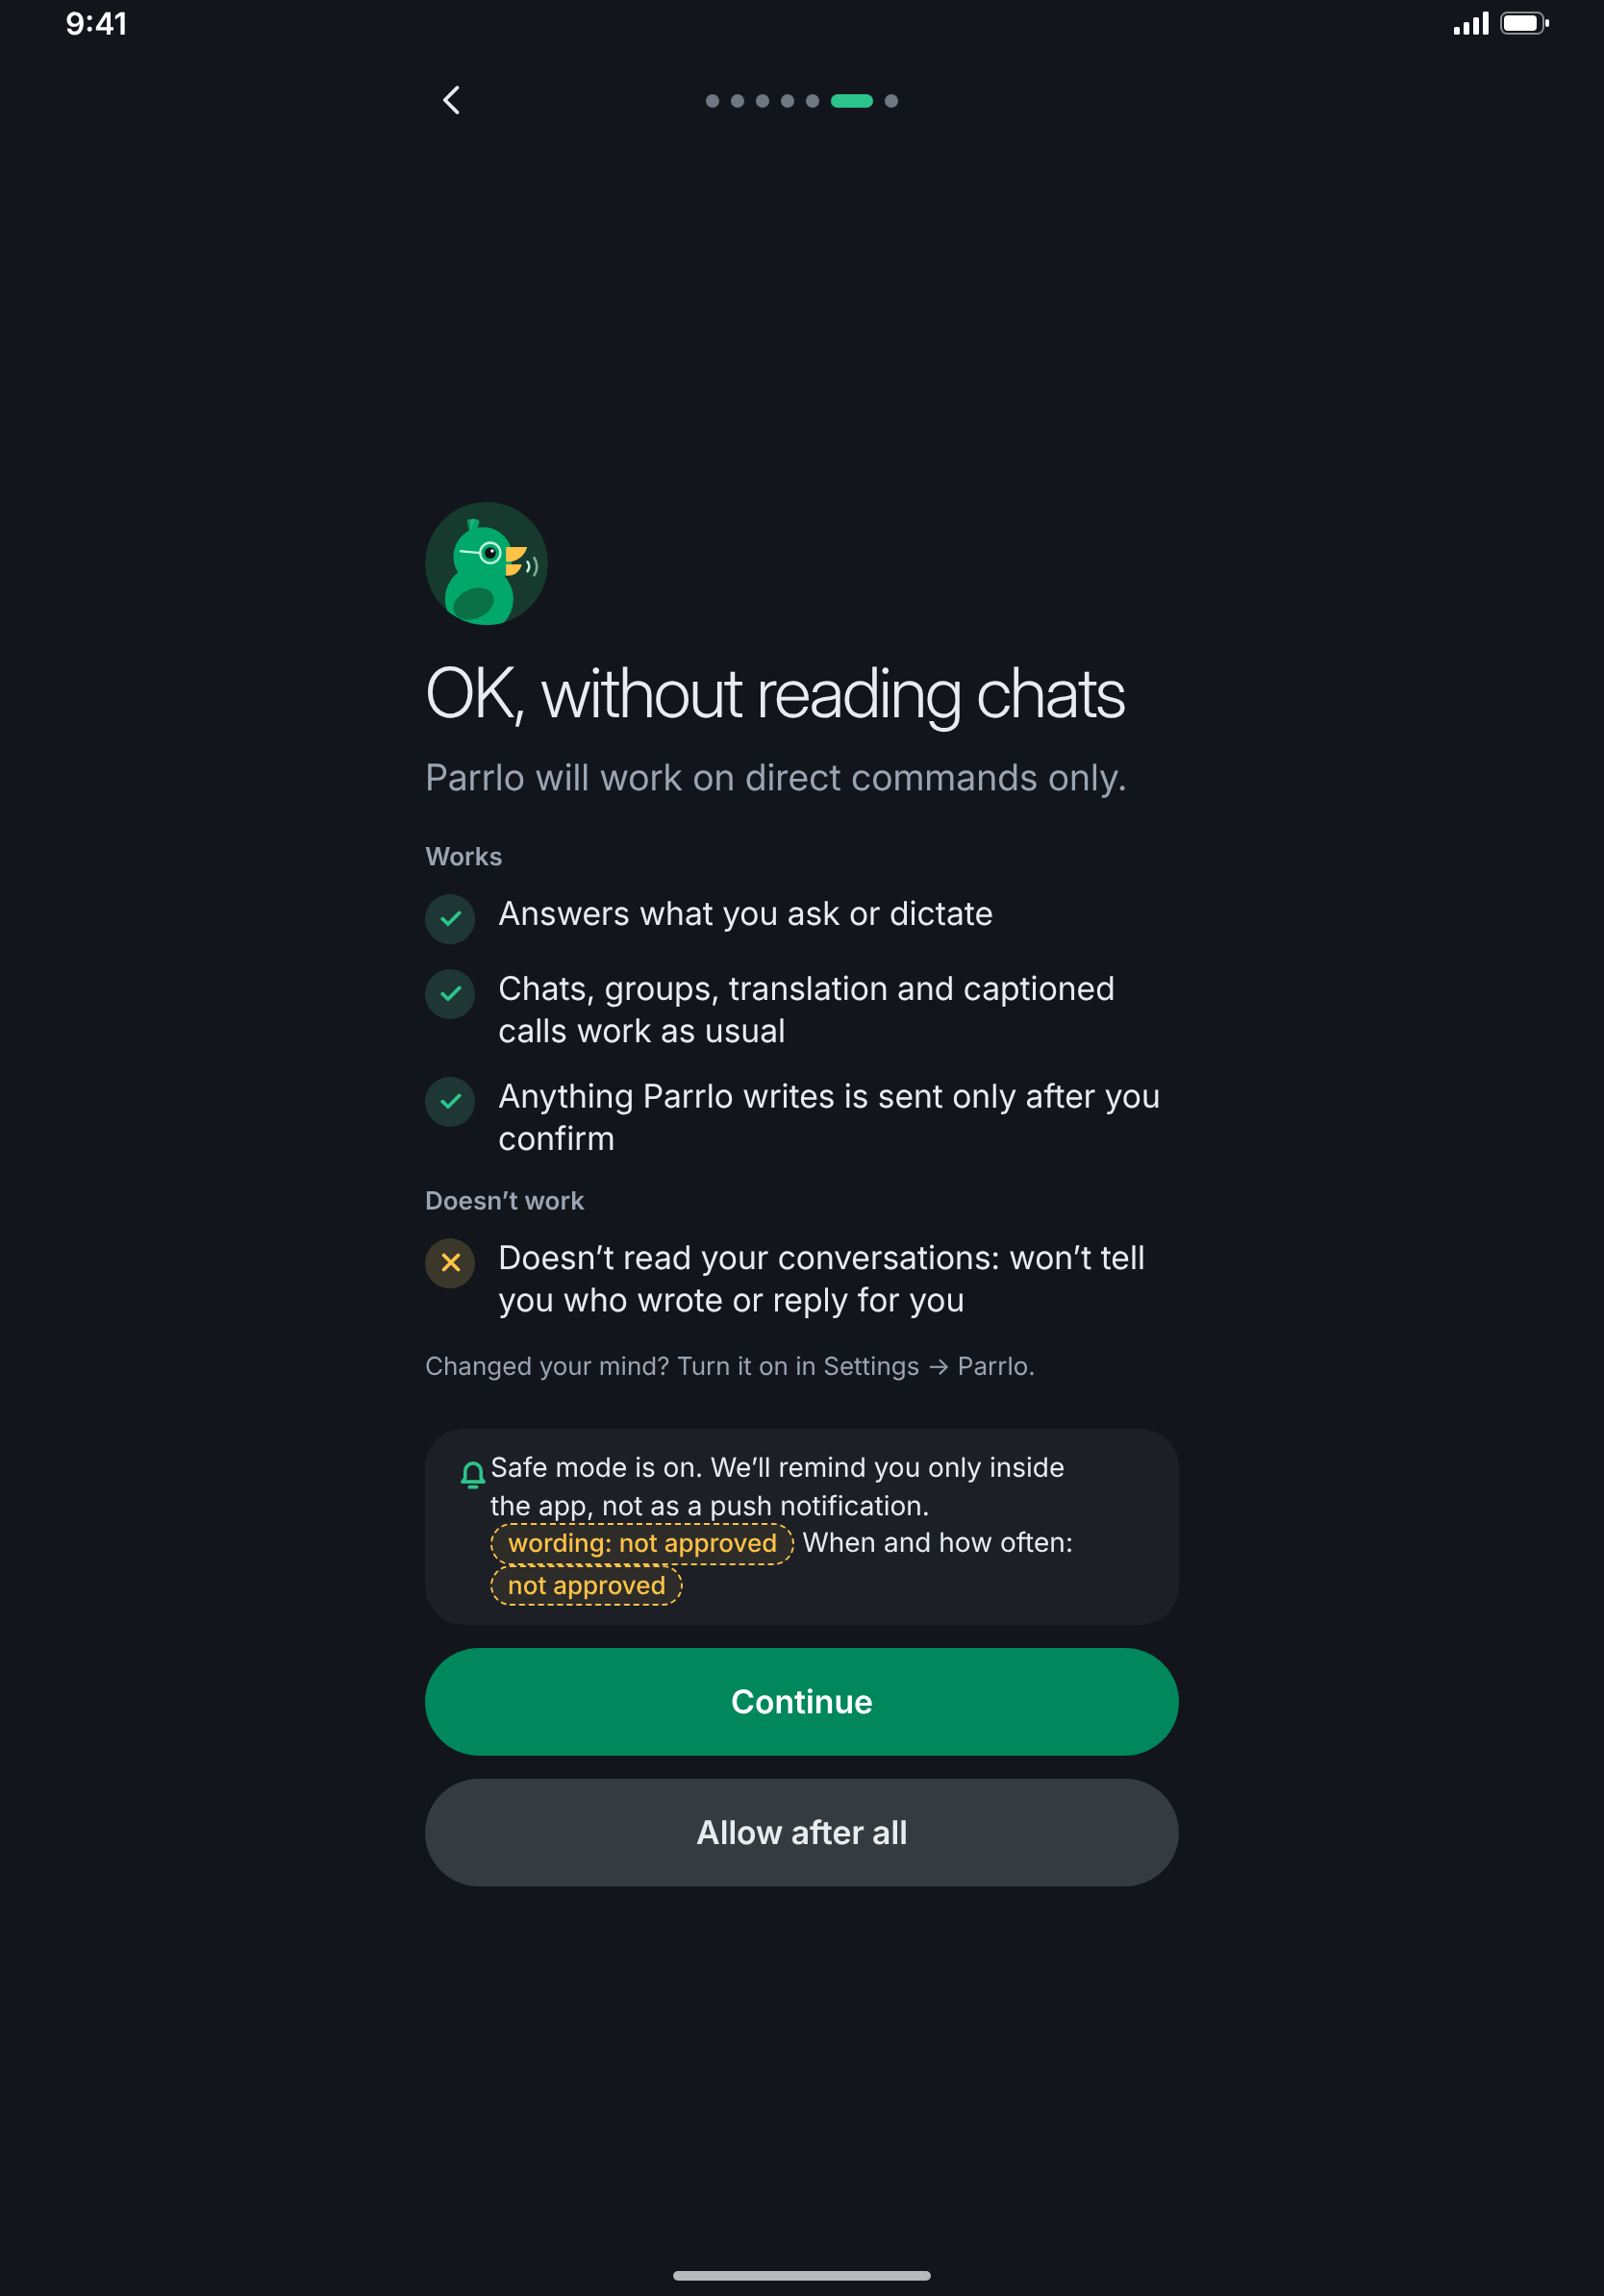 9:41
OK, without reading chats
Parrlo will work on direct commands only.
Works
Answers what you ask or dictate
Chats, groups, translation and captioned
calls work as usual
Anything Parrlo writes is sent only after you
confirm
Doesn’t work
Doesn’t read your conversations: won’t tell
you who wrote or reply for you
Changed your mind? Turn it on in Settings → Parrlo.
Safe mode is on. We’ll remind you only inside
the app, not as a push notification.
wording: not approved When and how often:
not approved
Continue
Allow after all